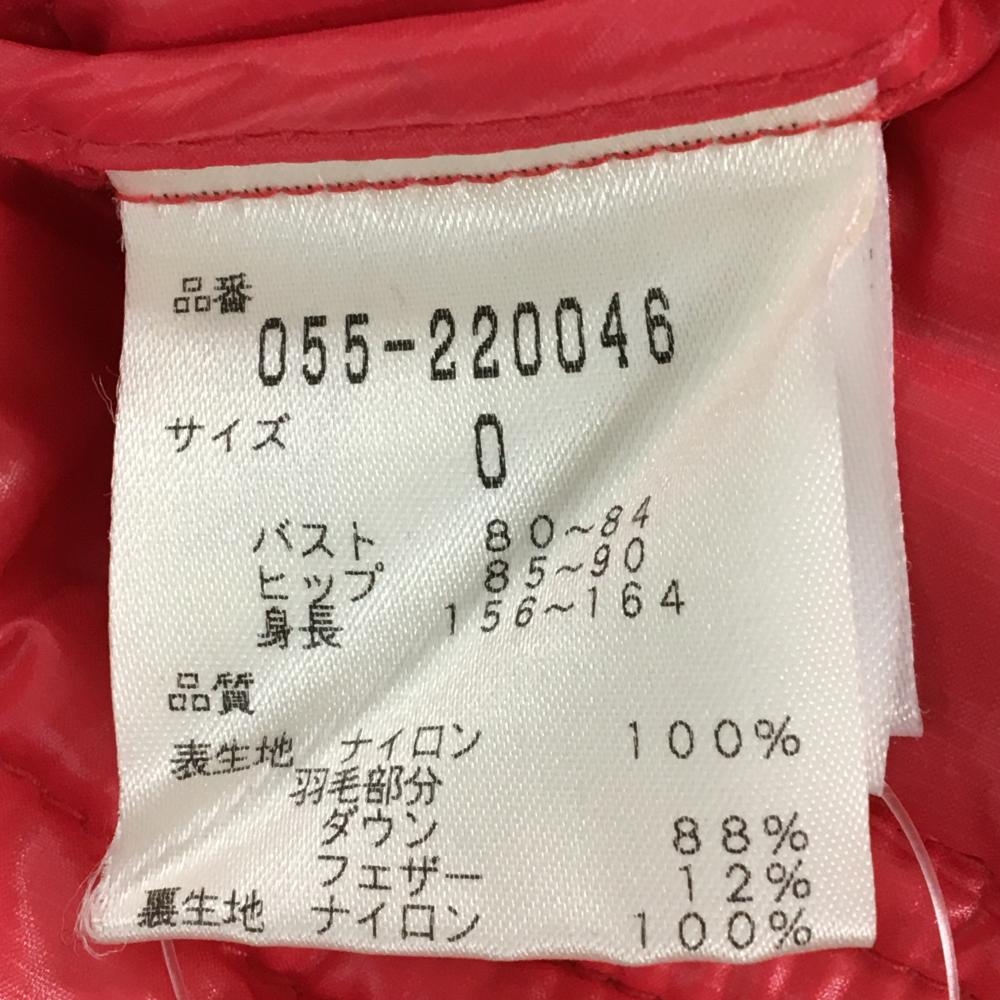 品番
055-220046
サイズ 0
バスト 80~84
ヒップ 85~90
身長 156~164
品質
表生地 ナイロン 100%
羽毛部分
ダウン 88%
フェザー 12%
裏生地 ナイロン 100%